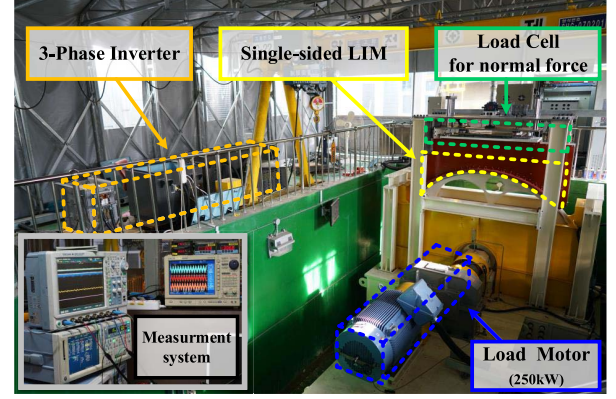 3-Phase Inverter
Single-sided LIM
Load Cell
for normal force
Measurment
system
Load Motor
(250kW)